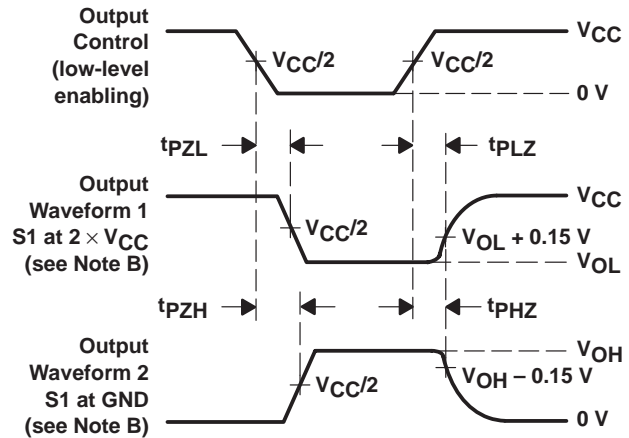 Output
Control
(low-level
enabling)
VCC
VCC/2
VCC/2
0 V
tPZL
tPLZ
Output
Waveform 1
S1 at 2 × VCC
(see Note B)
VCC
VCC/2
VOL + 0.15 V
VOL
tPZH
tPHZ
Output
Waveform 2
S1 at GND
(see Note B)
VOH
VCC/2
VOH – 0.15 V
0 V